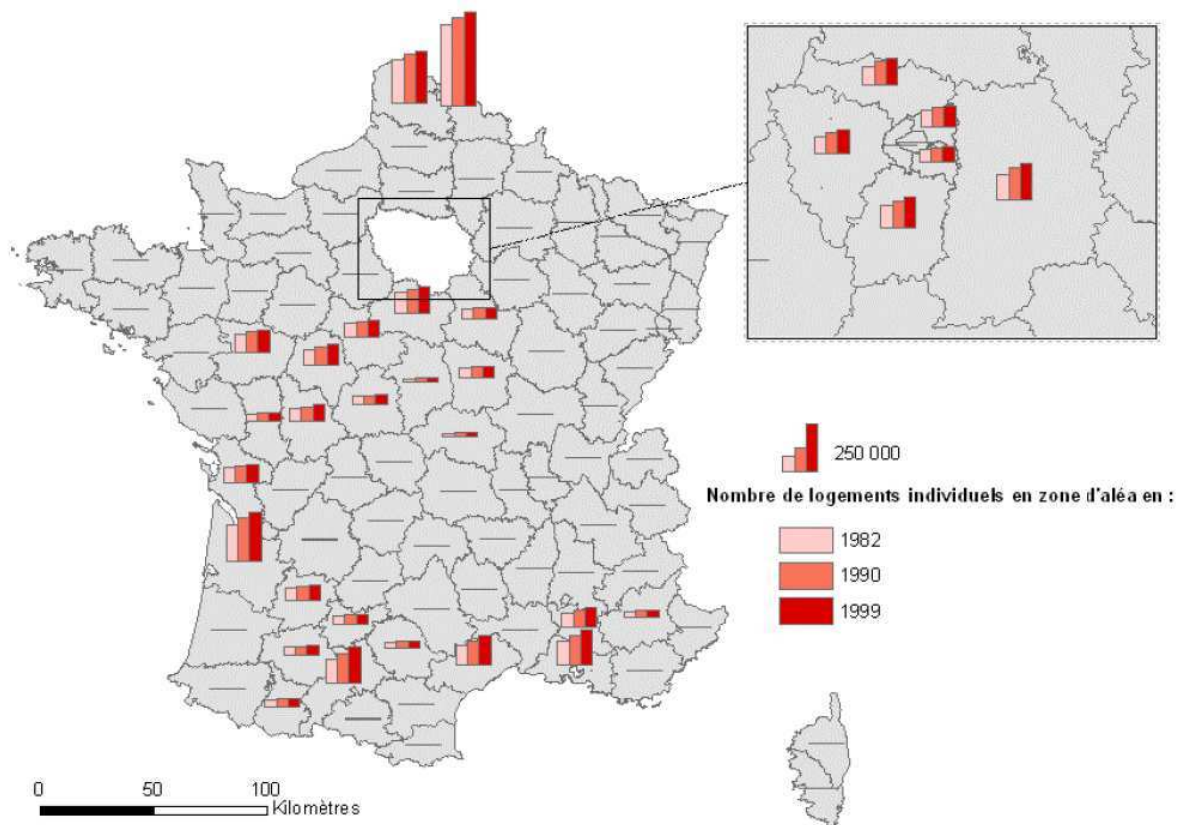 250 000
Nombre de logements individuels en zone d'aléa en :
1982
1990
1999
0 50 100
Kilomètres